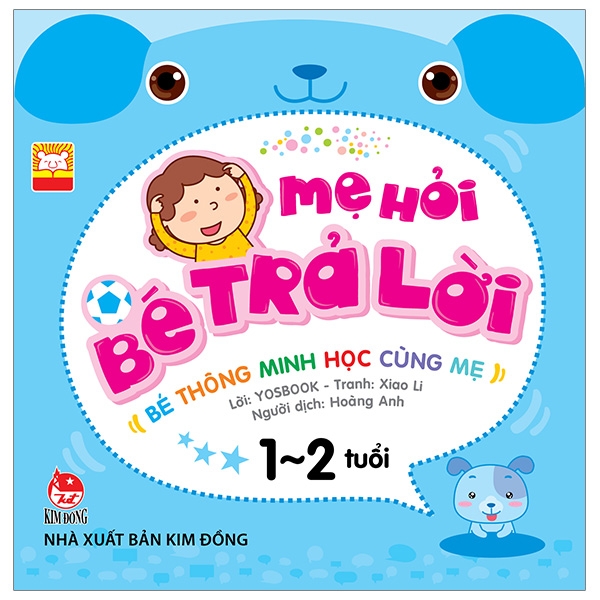 MẸ HỎI
BÉ TRẢ LỜI
BÉ THÔNG MINH HỌC CÙNG MẸ
Lời: YOSBOOK - Tranh: Xiao Li
Người dịch: Hoàng Anh
1~2 tuổi
KIM ĐỒNG
NHÀ XUẤT BẢN KIM ĐỒNG